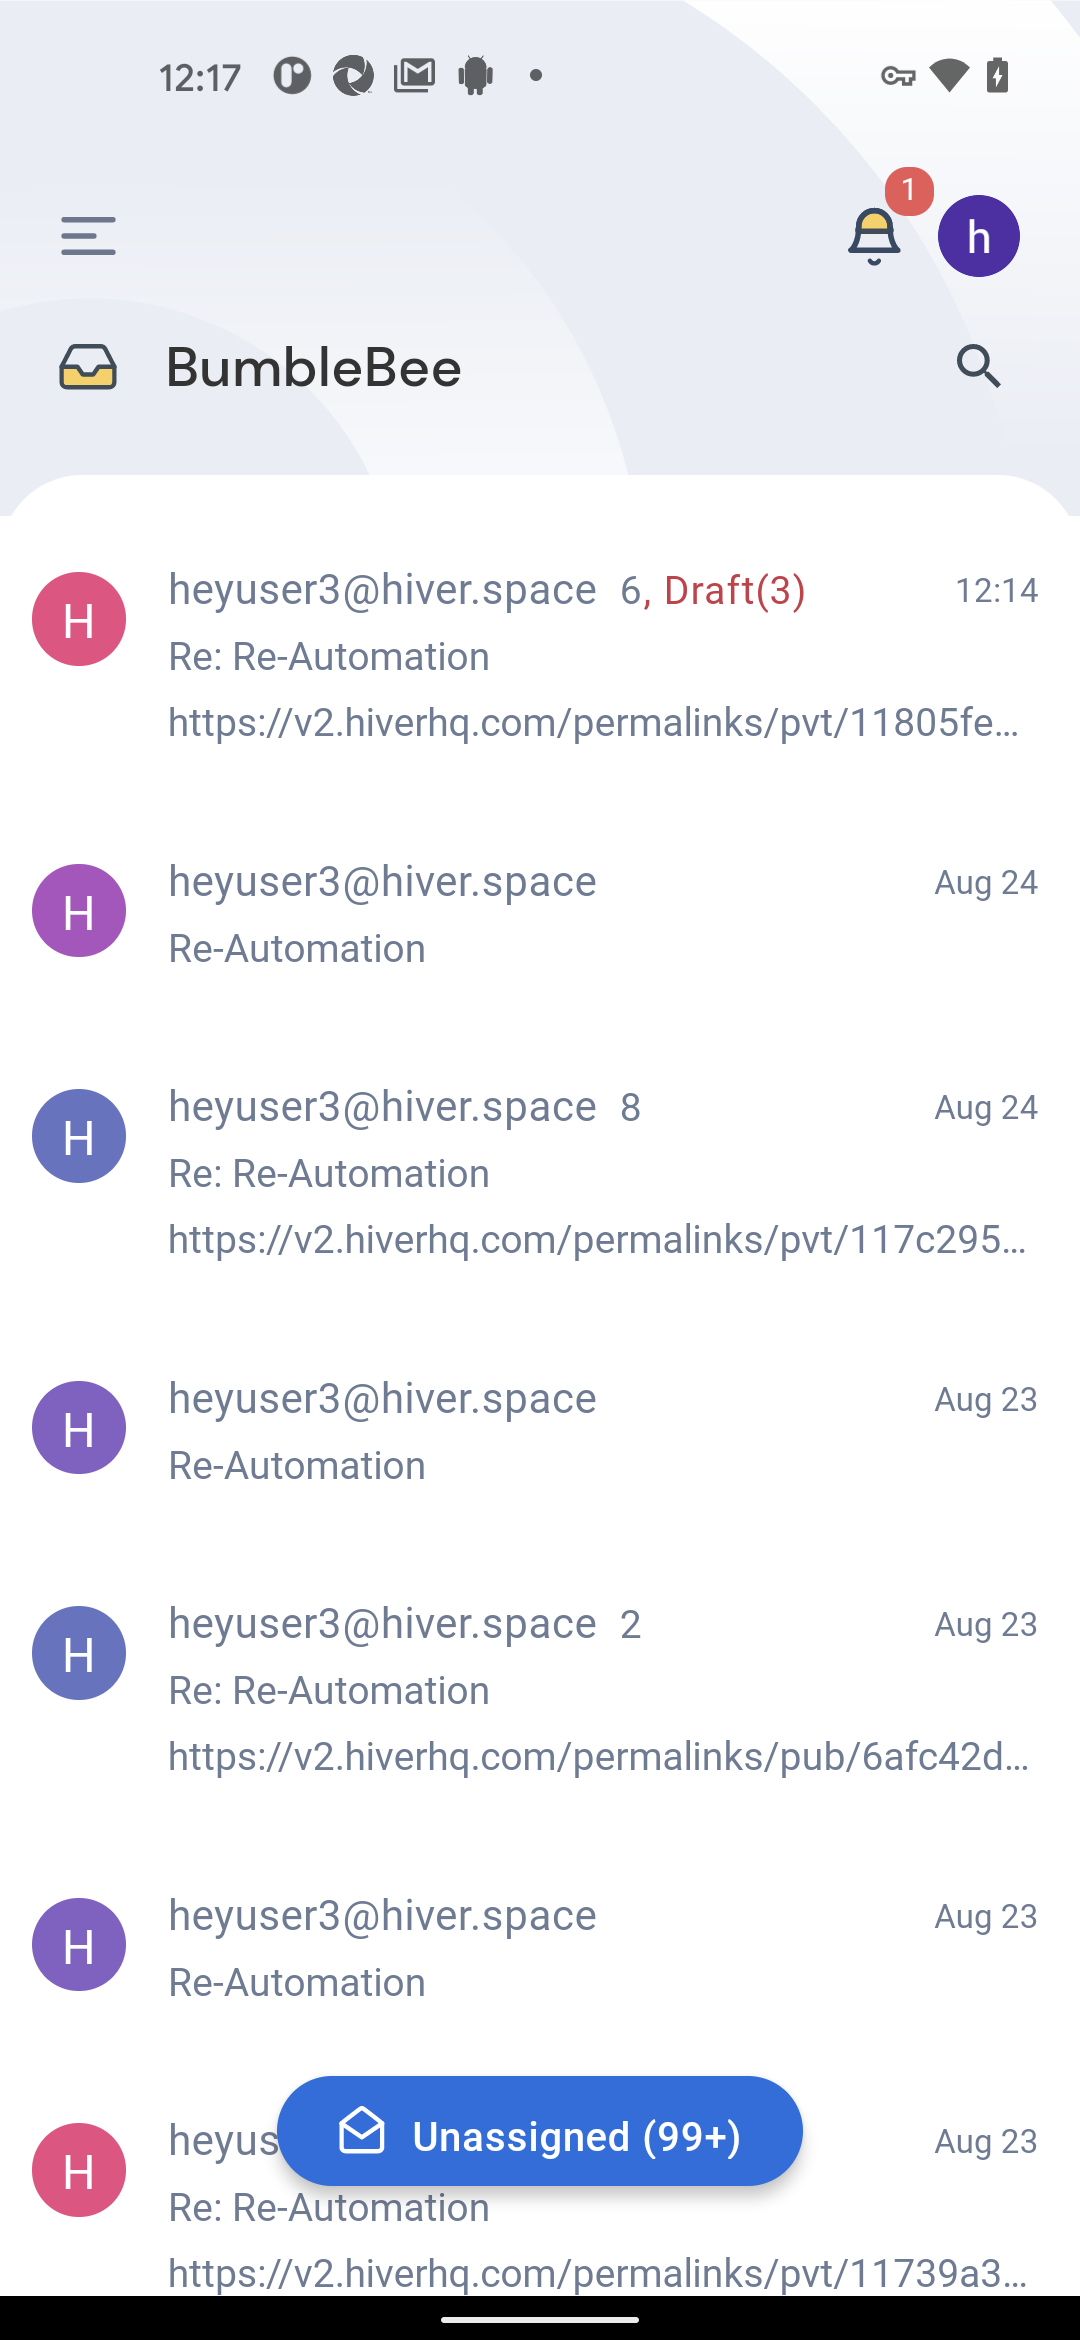 12:17
1
h
BumbleBee
H heyuser3@hiver.space 6, Draft(3) 12:14
Re: Re-Automation
https://v2.hiverhq.com/permalinks/pvt/11805fe...
H heyuser3@hiver.space Aug 24
Re-Automation
H heyuser3@hiver.space 8 Aug 24
Re: Re-Automation
https://v2.hiverhq.com/permalinks/pvt/117c295...
H heyuser3@hiver.space Aug 23
Re-Automation
H heyuser3@hiver.space 2 Aug 23
Re: Re-Automation
https://v2.hiverhq.com/permalinks/pub/6afc42d...
H heyuser3@hiver.space Aug 23
Re-Automation
Unassigned (99+)
H heyus Aug 23
Re: Re-Automation
https://v2.hiverhq.com/permalinks/pvt/11739a3...